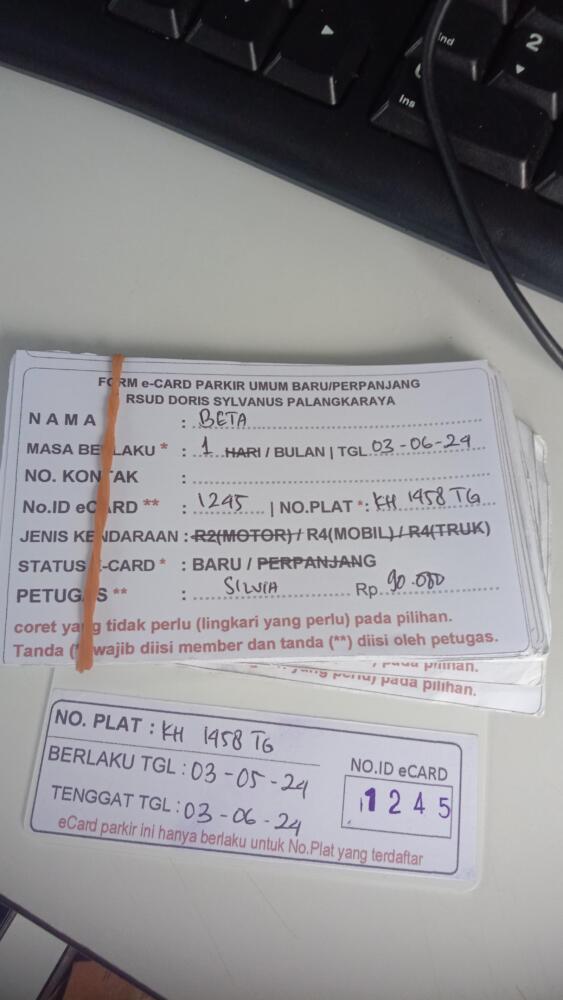 End
2
Ins
FORM e-CARD PARKIR UMUM BARU/PERPANJANG
RSUD DORIS SYLVANUS PALANGKARAYA
NAMA : BETA
MASA BERLAKU * : 1 HARI / BULAN | TGL 03-06-24
NO. KONTAK :
No.ID eCARD ** : 1245 | NO.PLAT * : KH 1458 TG
JENIS KENDARAAN : R2(MOTOR) / R4(MOBIL) / R4(TRUK)
STATUS E-CARD * : BARU / PERPANJANG
PETUGAS ** : SILVIA Rp. 90.000
coret yang tidak perlu (lingkari yang perlu) pada pilihan.
Tanda (* wajib diisi member dan tanda (**) diisi oleh petugas.
pada pilihan.
yang perlu) pada pilihan.
NO. PLAT : KH 1458 TG
BERLAKU TGL : 03-05-24
TENGGAT TGL : 03-06-24
NO.ID eCARD
1245
eCard parkir ini hanya berlaku untuk No.Plat yang terdaftar